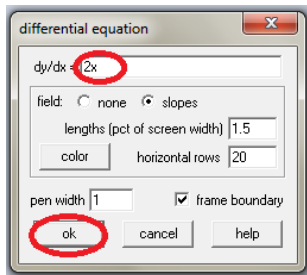 differential equation
dy/dx = 2x
field: none slopes
lengths (pct of screen width) 1.5
color horizontal rows 20
pen width 1 frame boundary
ok cancel help